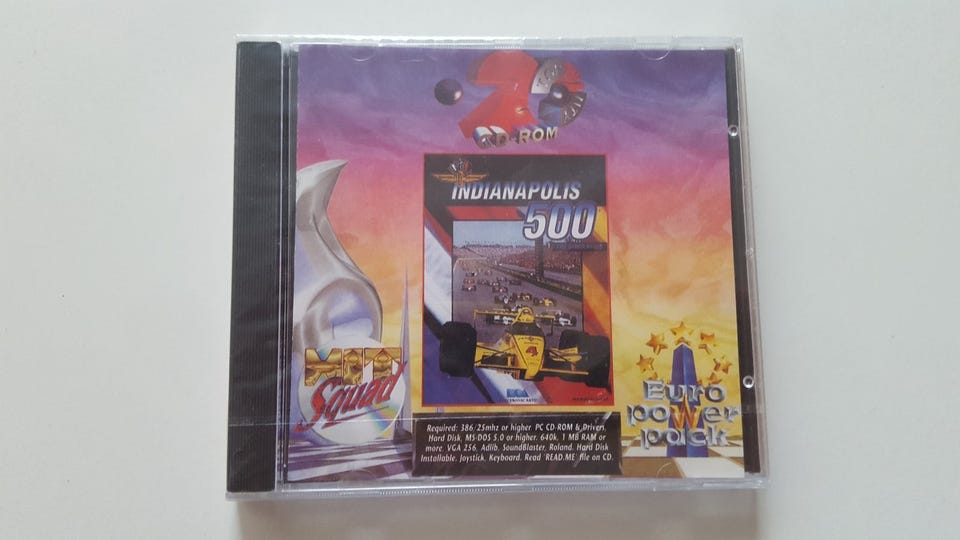 CD-ROM
INDIANAPOLIS
500
4
HIT
Squad
Euro
power
pack
Required: 386/25mhz or higher PC CD-ROM & Drivers,
Hard Disk, MS-DOS 5.0 or higher. 640k. 1 MB RAM or
more. VGA 256, Adlib, SoundBlaster, Roland. Hard Disk
Installable. Joystick, Keyboard. Read 'READ.ME' file on CD.